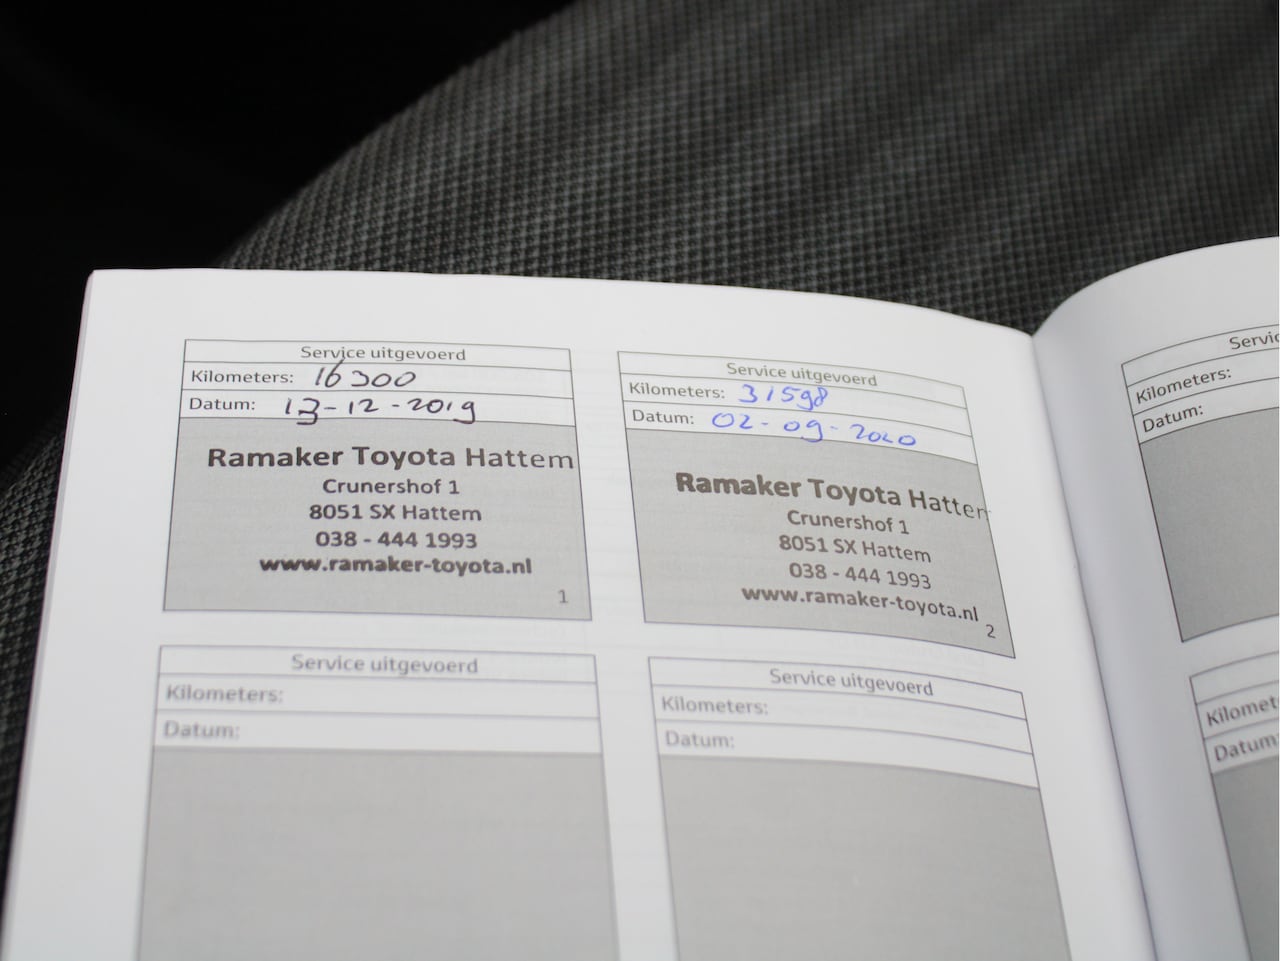 Service uitgevoerd
Kilometers: 16300
Datum: 13-12-2019
Ramaker Toyota Hattem
Crunershof 1
8051 SX Hattem
038 - 444 1993
www.ramaker-toyota.nl
1
Service uitgevoerd
Kilometers: 31598
Datum: 02-09-2020
Ramaker Toyota Hattem
Crunershof 1
8051 SX Hattem
038 - 444 1993
www.ramaker-toyota.nl
2
Service uitgevoerd
Kilometers:
Datum:
Service uitgevoerd
Kilometers:
Datum:
Servic
Kilometers:
Datum:
Kilomet
Datum: